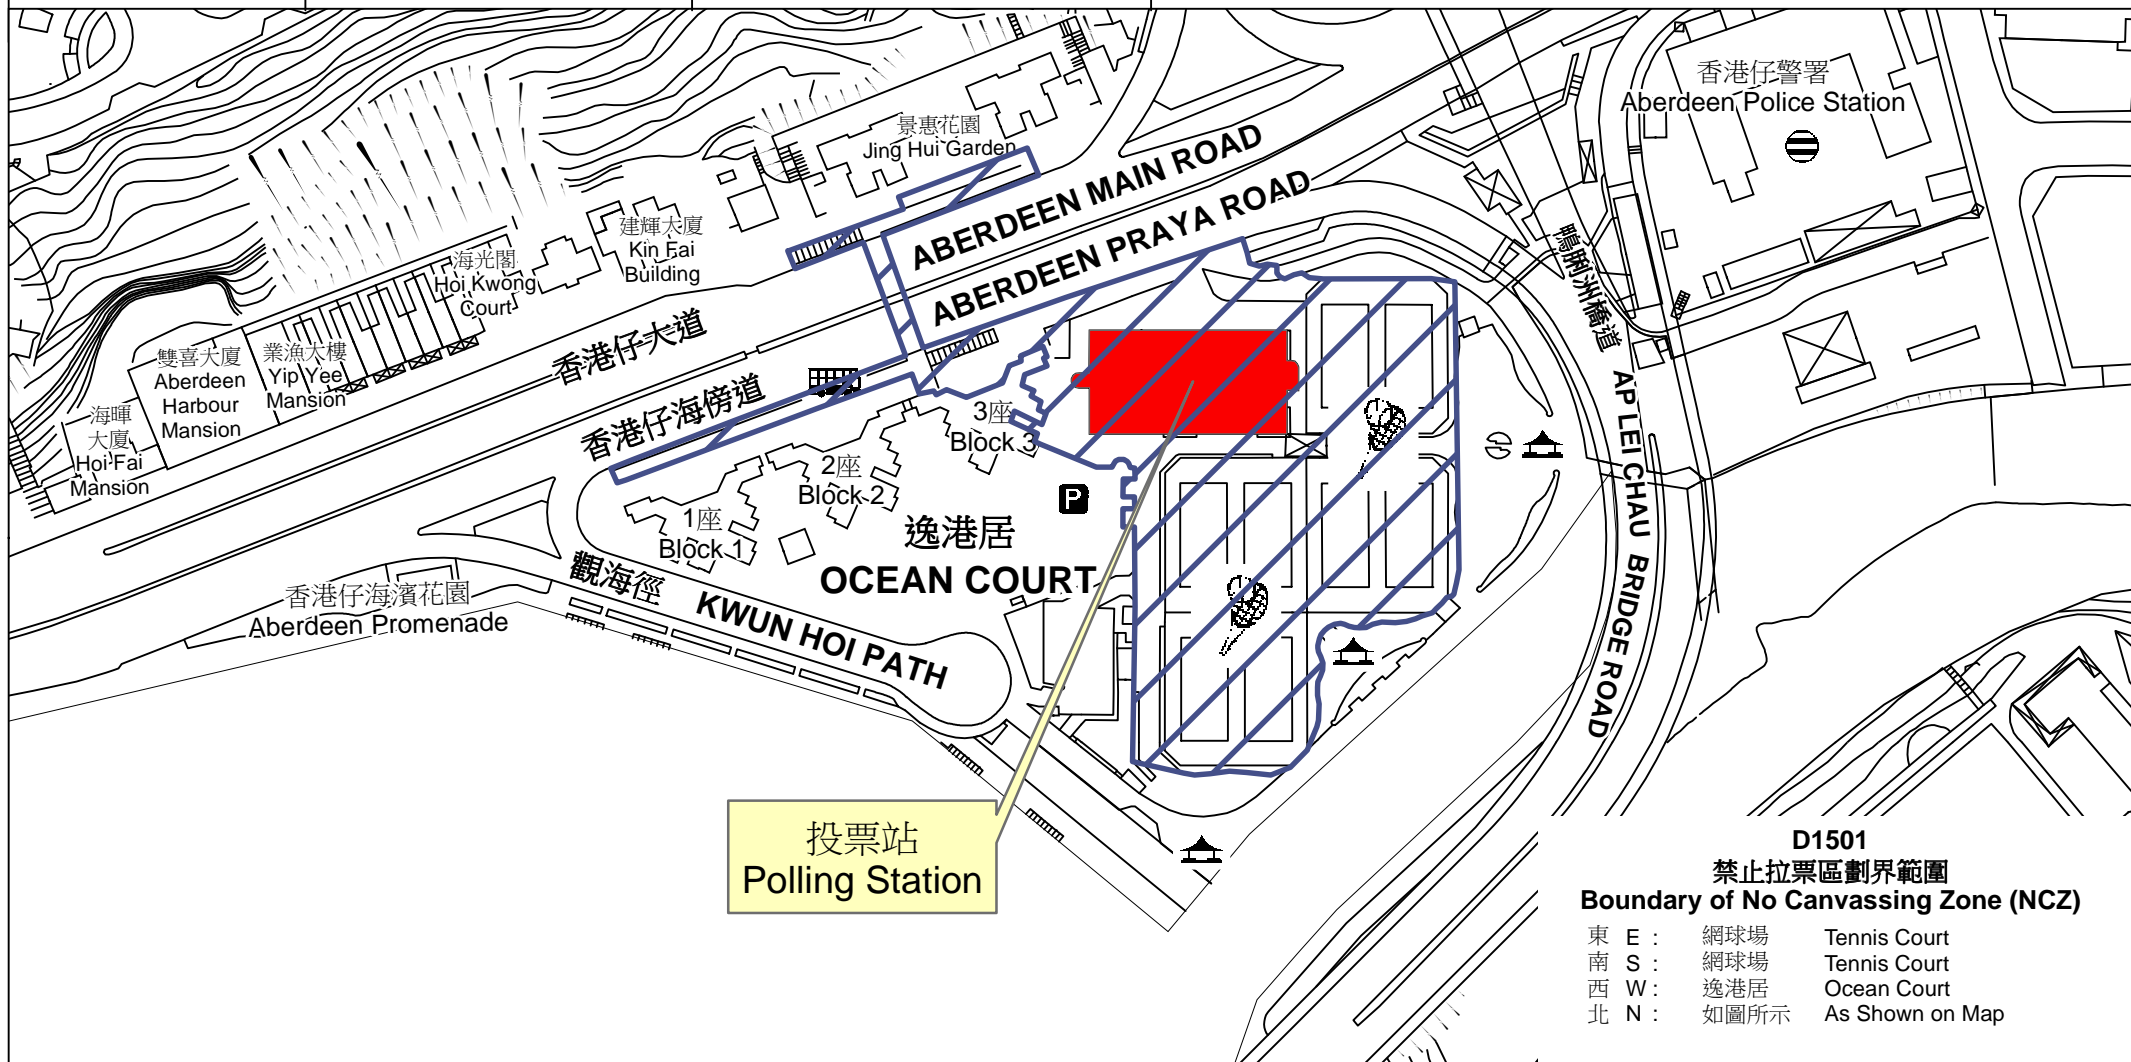 香港仔警署
Aberdeen Police Station
景惠花園
Jing Hui Garden
ABERDEEN MAIN ROAD
ABERDEEN PRAYA ROAD
建輝大廈
Kin Fai
Building
海光閣
Hoi Kwong
Court
鴨脷洲橋道
AP LEI CHAU BRIDGE ROAD
香港仔大道
香港仔海傍道
雙喜大廈
Aberdeen
Harbour
Mansion
業漁大樓
Yip Yee
Mansion
海暉
大廈
Hoi Fai
Mansion
3座
Block 3
2座
Block 2
1座
Block 1
P
逸港居
OCEAN COURT
觀海徑
KWUN HOI PATH
香港仔海濱花園
Aberdeen Promenade
投票站
Polling Station
D1501
禁止拉票區劃界範圍
Boundary of No Canvassing Zone (NCZ)
東 E : 網球場 Tennis Court
南 S : 網球場 Tennis Court
西 W : 逸港居 Ocean Court
北 N : 如圖所示 As Shown on Map